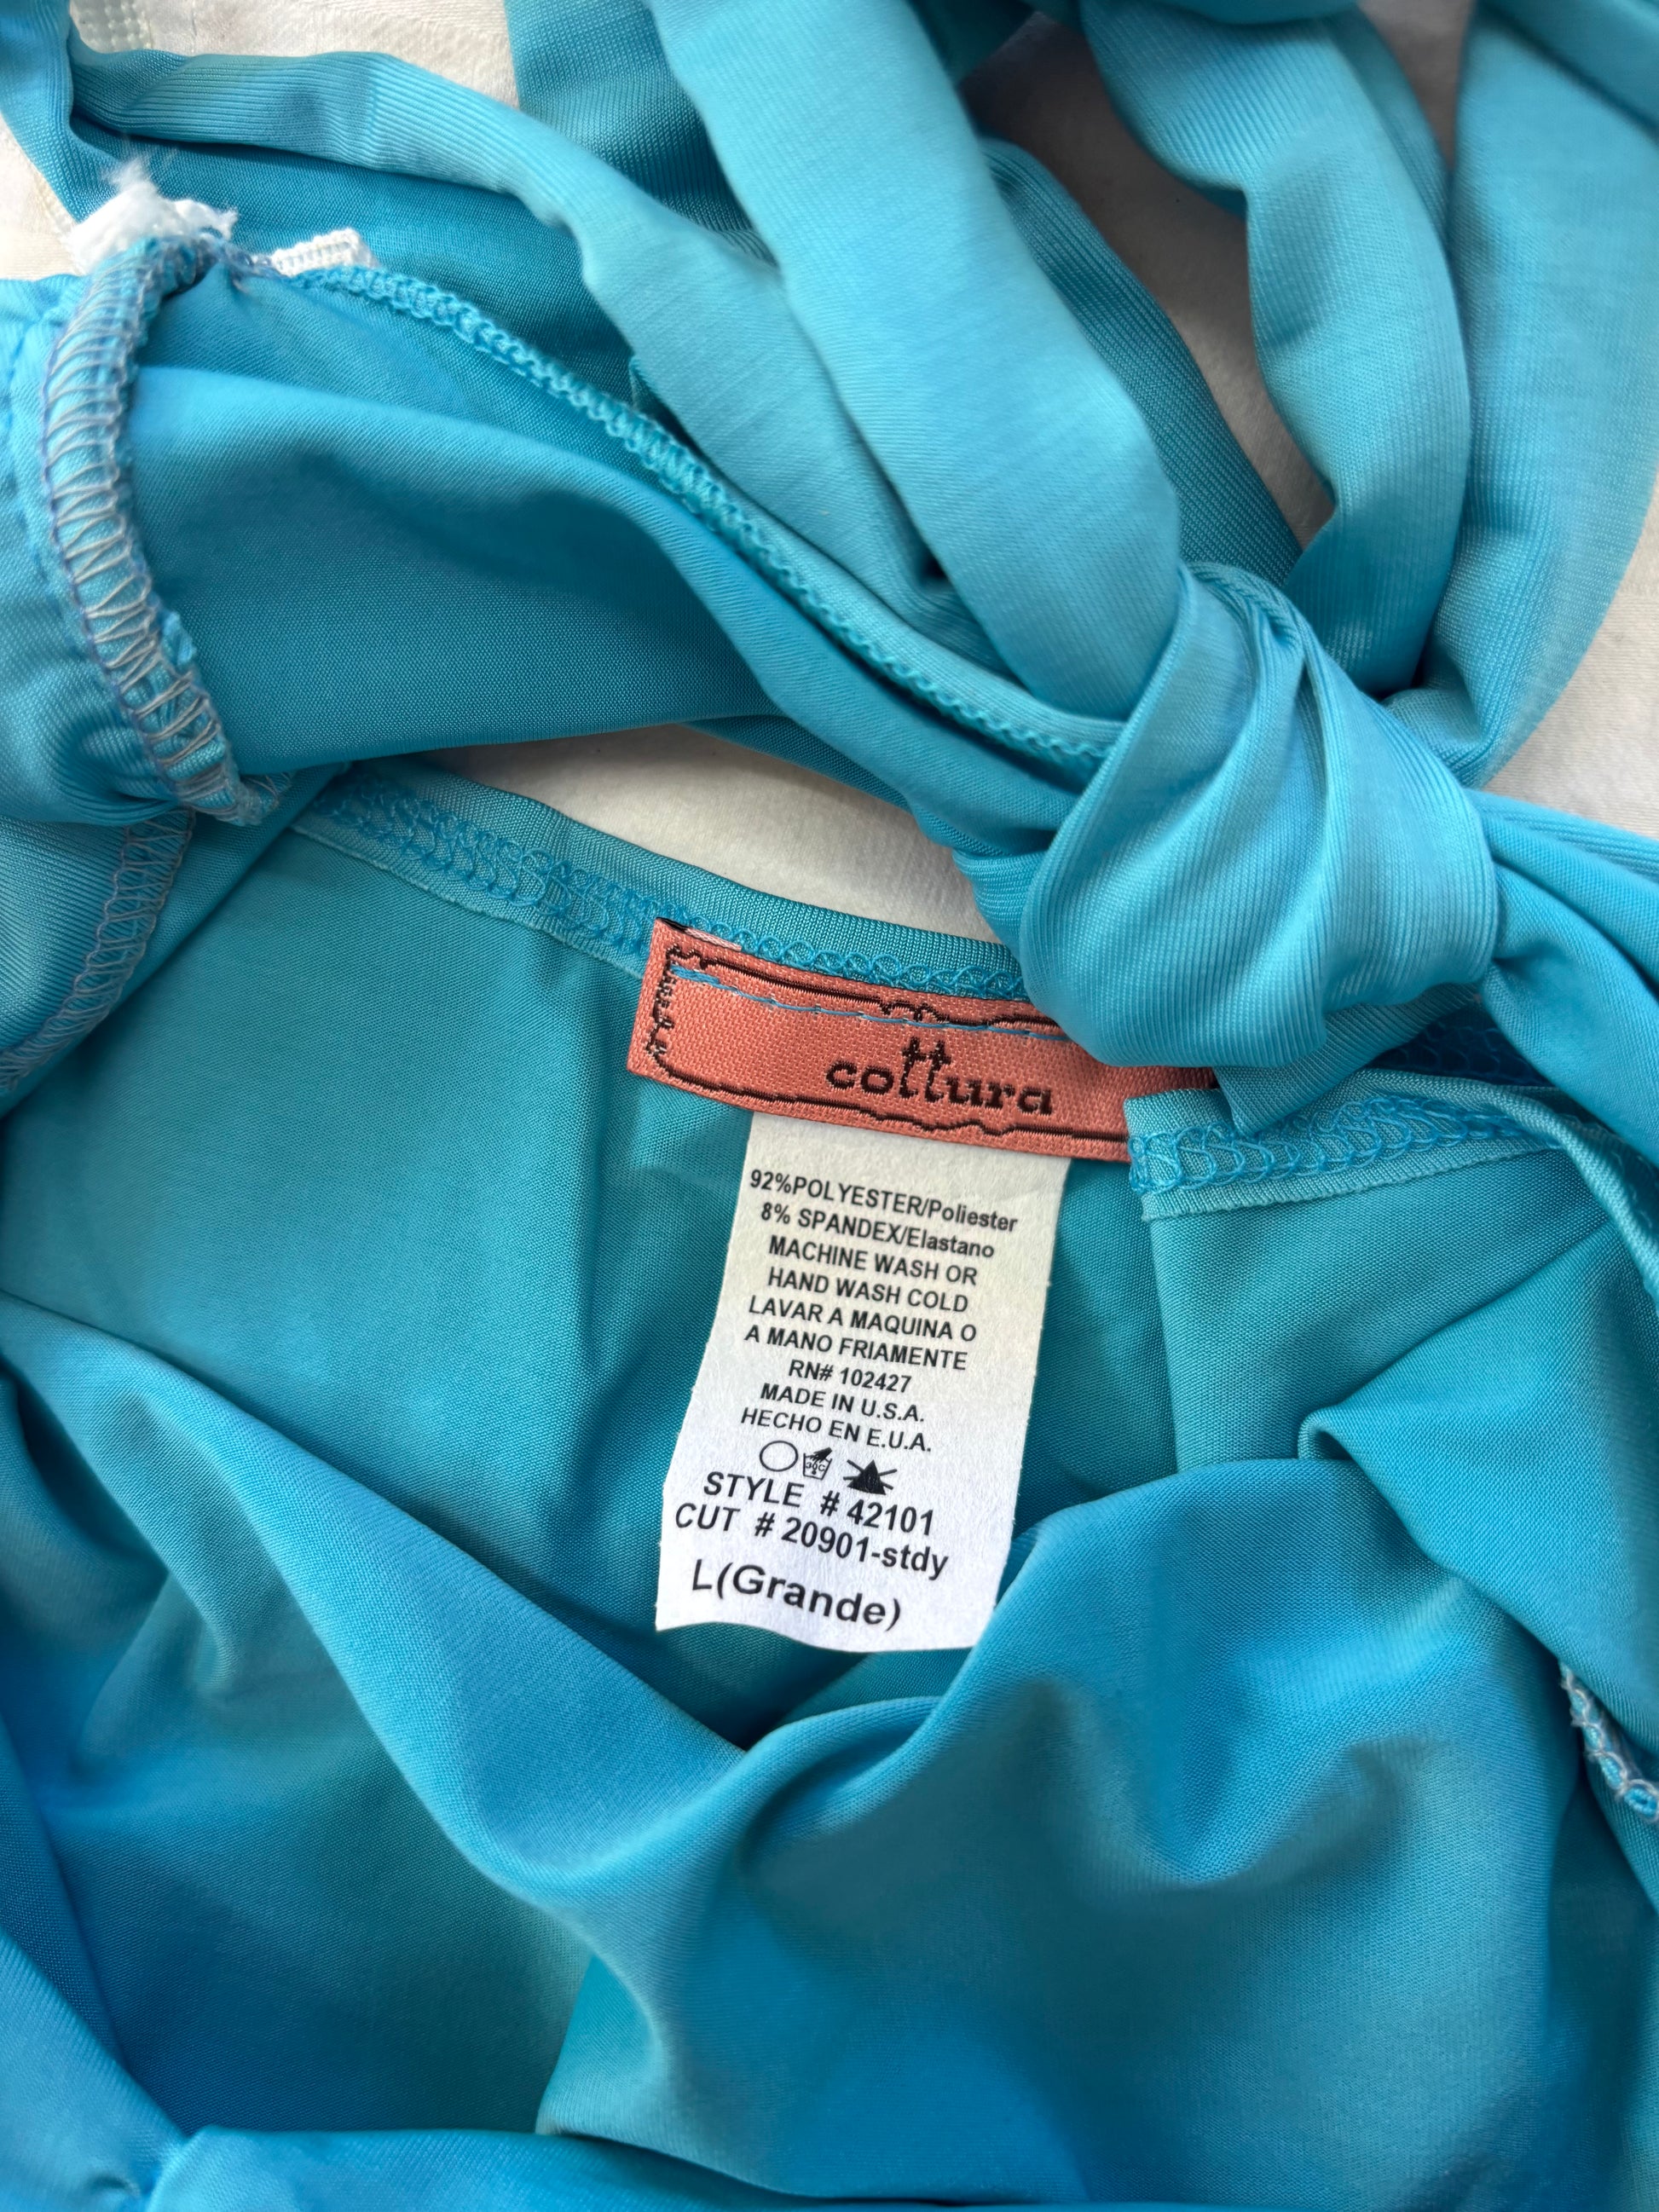 cottura
92%POLYESTER/Poliester
8% SPANDEX/Elastano
MACHINE WASH OR
HAND WASH COLD
LAVAR A MAQUINA O
A MANO FRIAMENTE
RN# 102427
MADE IN U.S.A.
HECHO EN E.U.A.
30C
STYLE # 42101
CUT # 20901-stdy
L(Grande)